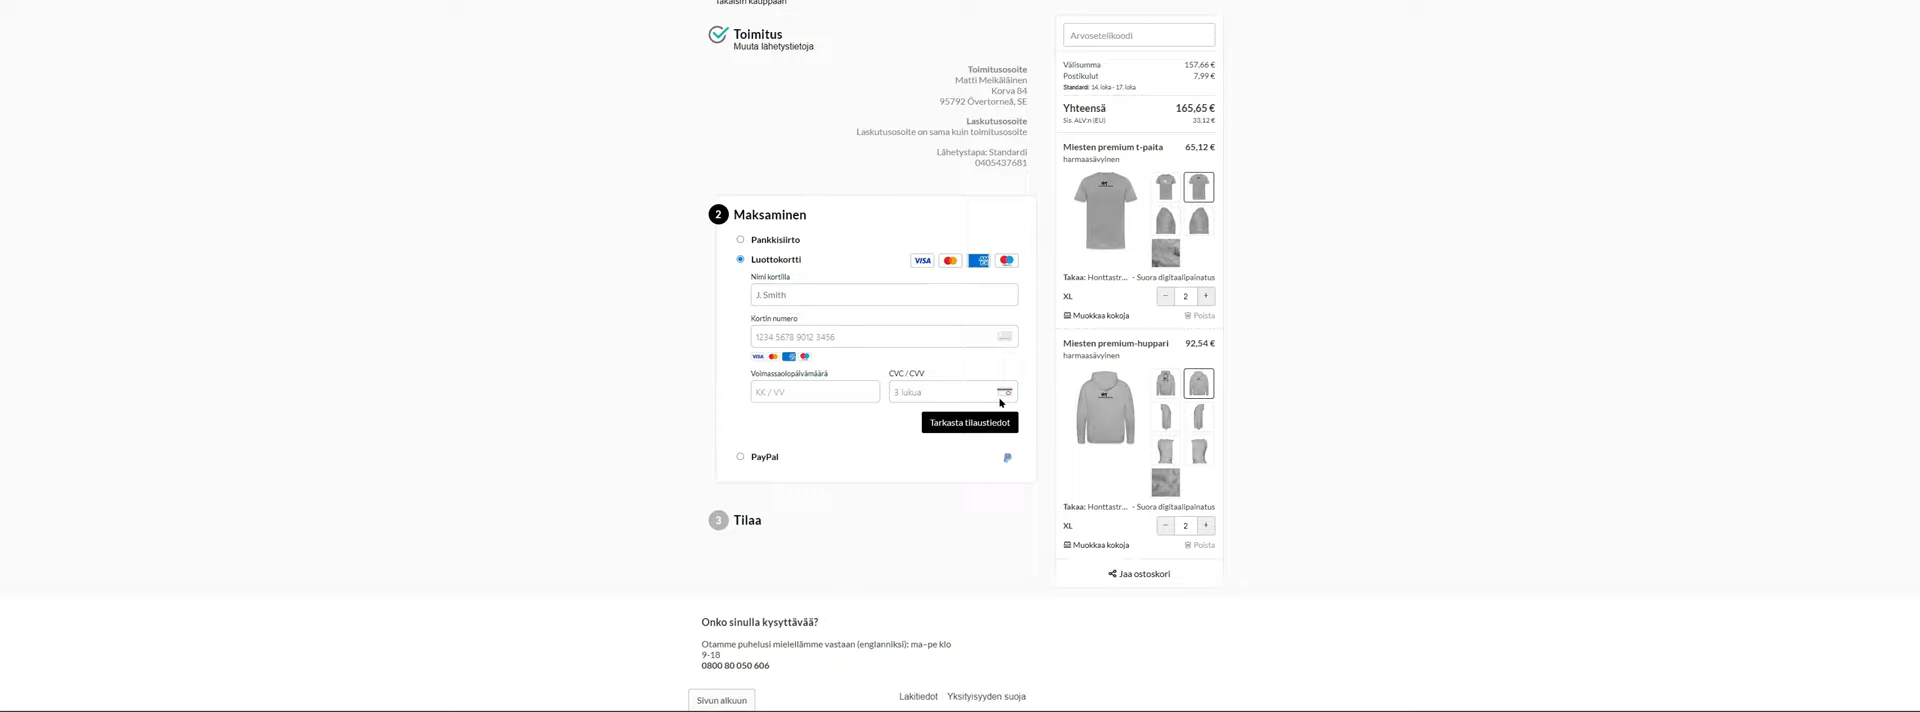 Takaisin kauppaan
Toimitus
Muuta lähetystietoja
Toimitusosoite
Matti Meikäläinen
Korva 84
95792 Övertorneå, SE
Laskutusosoite
Laskutusosoite on sama kuin toimitusosoite
Lähetystapa: Standardi
0405437681
2 Maksaminen
Pankkisiirto
Luottokortti
VISA
Nimi kortilla
J. Smith
Kortin numero
1234 5678 9012 3456
VISA
Voimassaolopäivämäärä
CVC / CVV
KK / VV
3 lukua
Tarkasta tilaustiedot
PayPal
3 Tilaa
Arvosetelikoodi
Välisumma 157,66 €
Postikulut 7,99 €
Standardi: 14. loka - 17. loka
Yhteensä 165,65 €
Sis. ALV:n (EU) 33,12 €
Miesten premium t-paita 65,12 €
harmaasävyinen
Takaa: Honttastr... - Suora digitaalipainatus
XL − 2 +
Muokkaa kokoja Poista
Miesten premium-huppari 92,54 €
harmaasävyinen
Takaa: Honttastr... - Suora digitaalipainatus
XL − 2 +
Muokkaa kokoja Poista
Jaa ostoskori
Onko sinulla kysyttävää?
Otamme puhelusi mielellämme vastaan (englanniksi): ma–pe klo
9-18
0800 80 050 606
Sivun alkuun
Lakitiedot Yksityisyyden suoja